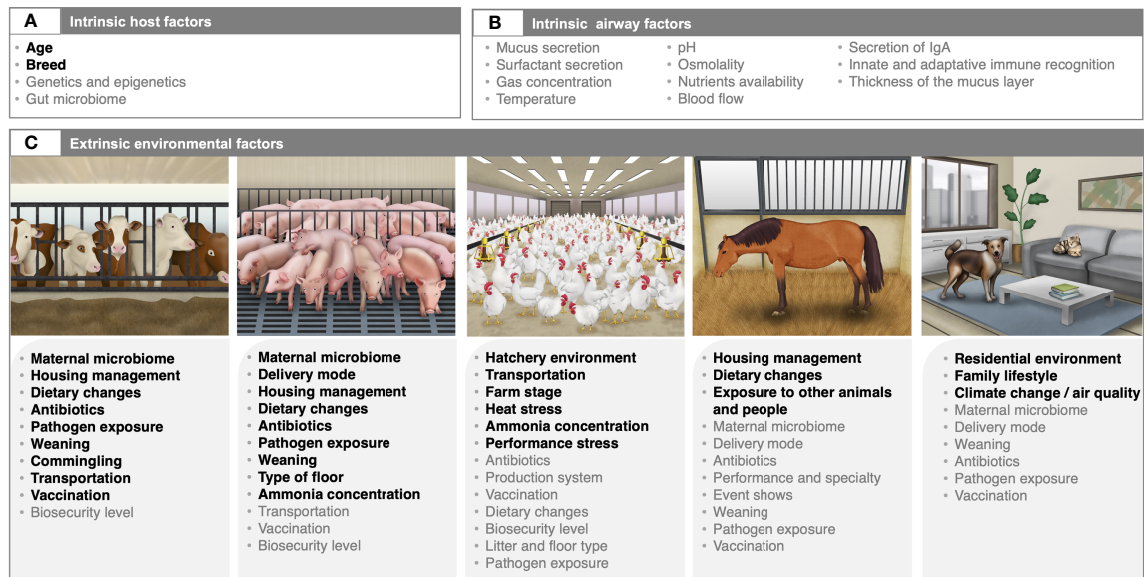 A Intrinsic host factors
• Age
• Breed
• Genetics and epigenetics
• Gut microbiome
B Intrinsic airway factors
• Mucus secretion
• Surfactant secretion
• Gas concentration
• Temperature
• pH
• Osmolality
• Nutrients availability
• Blood flow
• Secretion of IgA
• Innate and adaptive immune recognition
• Thickness of the mucus layer
C Extrinsic environmental factors
• Maternal microbiome
• Housing management
• Dietary changes
• Antibiotics
• Pathogen exposure
• Weaning
• Commingling
• Transportation
• Vaccination
• Biosecurity level
• Maternal microbiome
• Delivery mode
• Housing management
• Dietary changes
• Antibiotics
• Pathogen exposure
• Weaning
• Type of floor
• Ammonia concentration
• Transportation
• Vaccination
• Biosecurity level
• Hatchery environment
• Transportation
• Farm stage
• Heat stress
• Ammonia concentration
• Performance stress
• Antibiotics
• Production system
• Vaccination
• Dietary changes
• Biosecurity level
• Litter and floor type
• Pathogen exposure
• Housing management
• Dietary changes
• Exposure to other animals
and people
• Maternal microbiome
• Delivery mode
• Antibiotics
• Performance and specialty
• Event shows
• Weaning
• Pathogen exposure
• Vaccination
• Residential environment
• Family lifestyle
• Climate change / air quality
• Maternal microbiome
• Delivery mode
• Weaning
• Antibiotics
• Pathogen exposure
• Vaccination